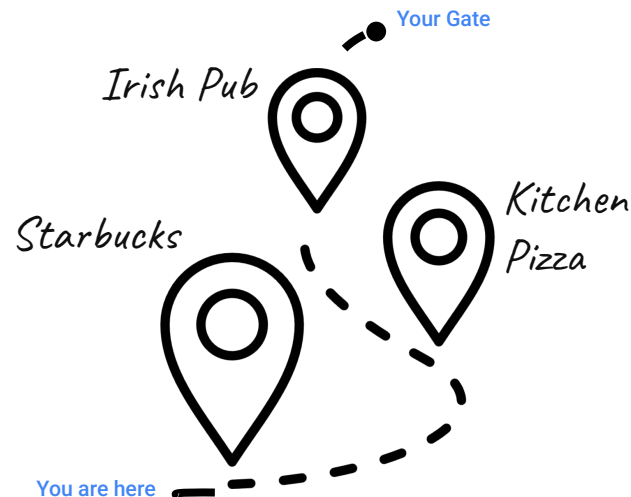 Your Gate
Irish Pub
Kitchen
Pizza
Starbucks
You are here